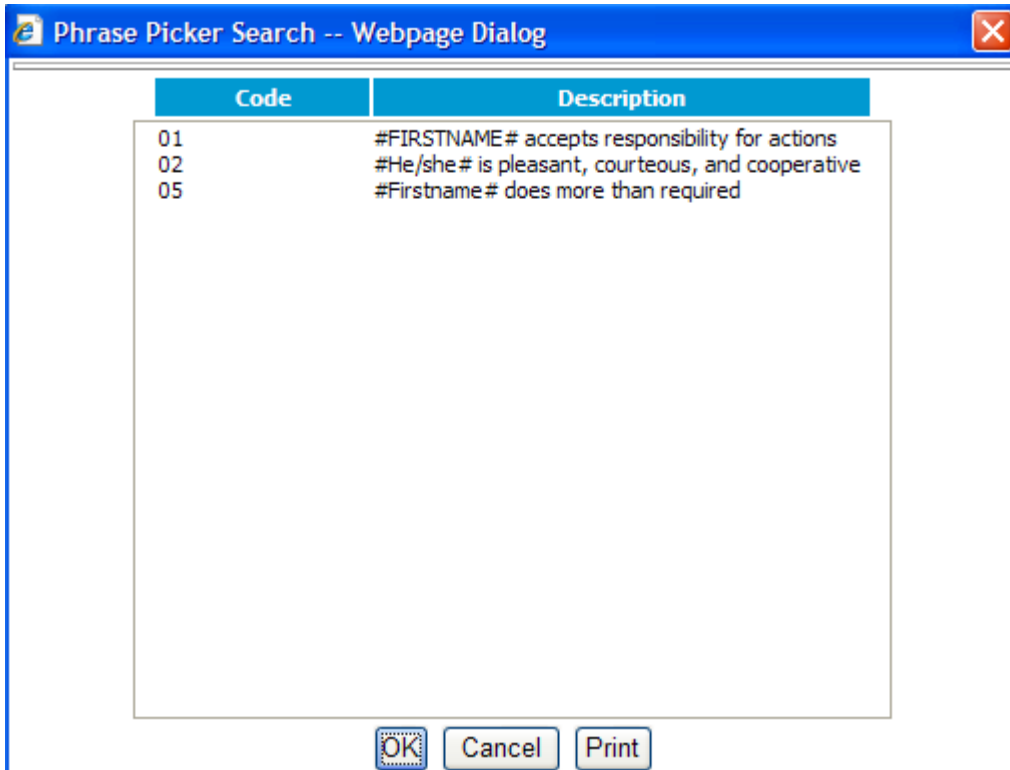 Phrase Picker Search -- Webpage Dialog
Code Description
01 #FIRSTNAME# accepts responsibility for actions
02 #He/she# is pleasant, courteous, and cooperative
05 #Firstname# does more than required
OK Cancel Print